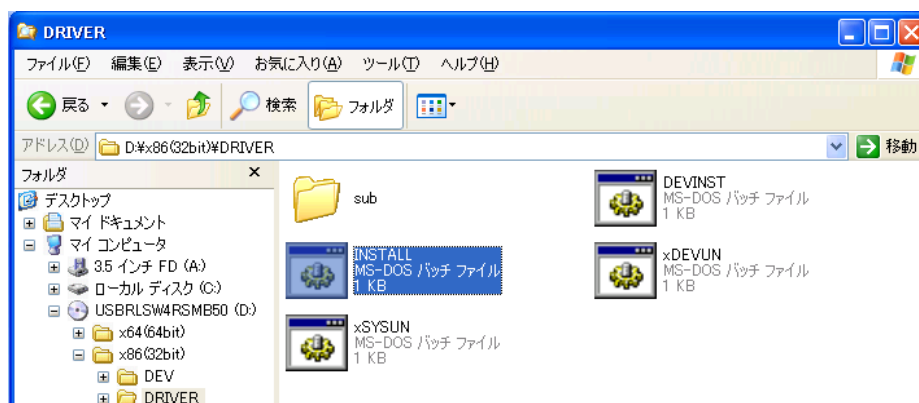 DRIVER
ファイル(F) 編集(E) 表示(V) お気に入り(A) ツール(T) ヘルプ(H)
戻る 検索 フォルダ
アドレス(D) D:¥x86(32bit)¥DRIVER 移動
フォルダ ×
デスクトップ
マイ ドキュメント
マイ コンピュータ
3.5 インチ FD (A:)
ローカル ディスク (C:)
USBRLSW4RSMB50 (D:)
x64(64bit)
x86(32bit)
DEV
DRIVER
sub
DEVINST
MS-DOS バッチ ファイル
1 KB
INSTALL
MS-DOS バッチ ファイル
1 KB
xDEVUN
MS-DOS バッチ ファイル
1 KB
xSYSUN
MS-DOS バッチ ファイル
1 KB